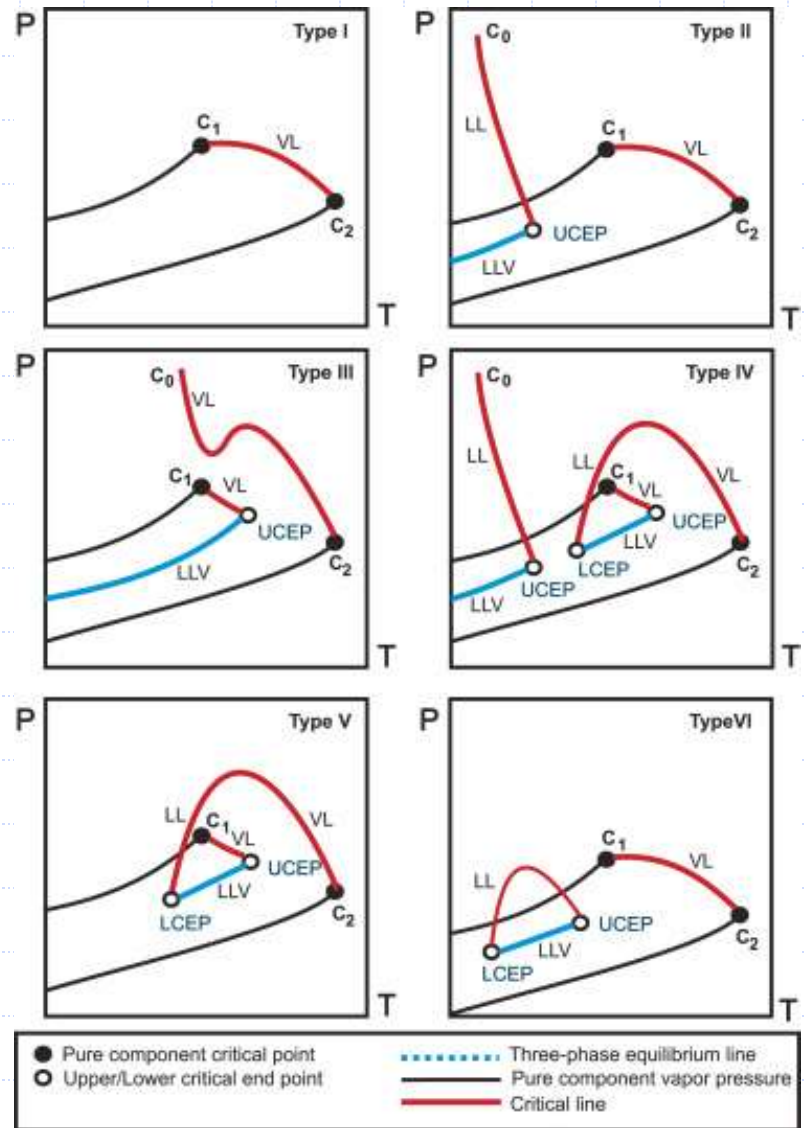 P
Type I
C1
VL
C2
T
P
Type II
C0
LL
C1
VL
UCEP
LLV
C2
T
P
Type III
C0
VL
C1
VL
UCEP
LLV
C2
T
P
Type IV
C0
LL
LL
C1
VL
VL
UCEP
LLV
LCEP
UCEP
LLV
C2
T
P
Type V
LL
C1
VL
VL
UCEP
LLV
LCEP
C2
T
P
TypeVI
C1
VL
LL
UCEP
LLV
LCEP
C2
T
Pure component critical point
Upper/Lower critical end point
Three-phase equilibrium line
Pure component vapor pressure
Critical line